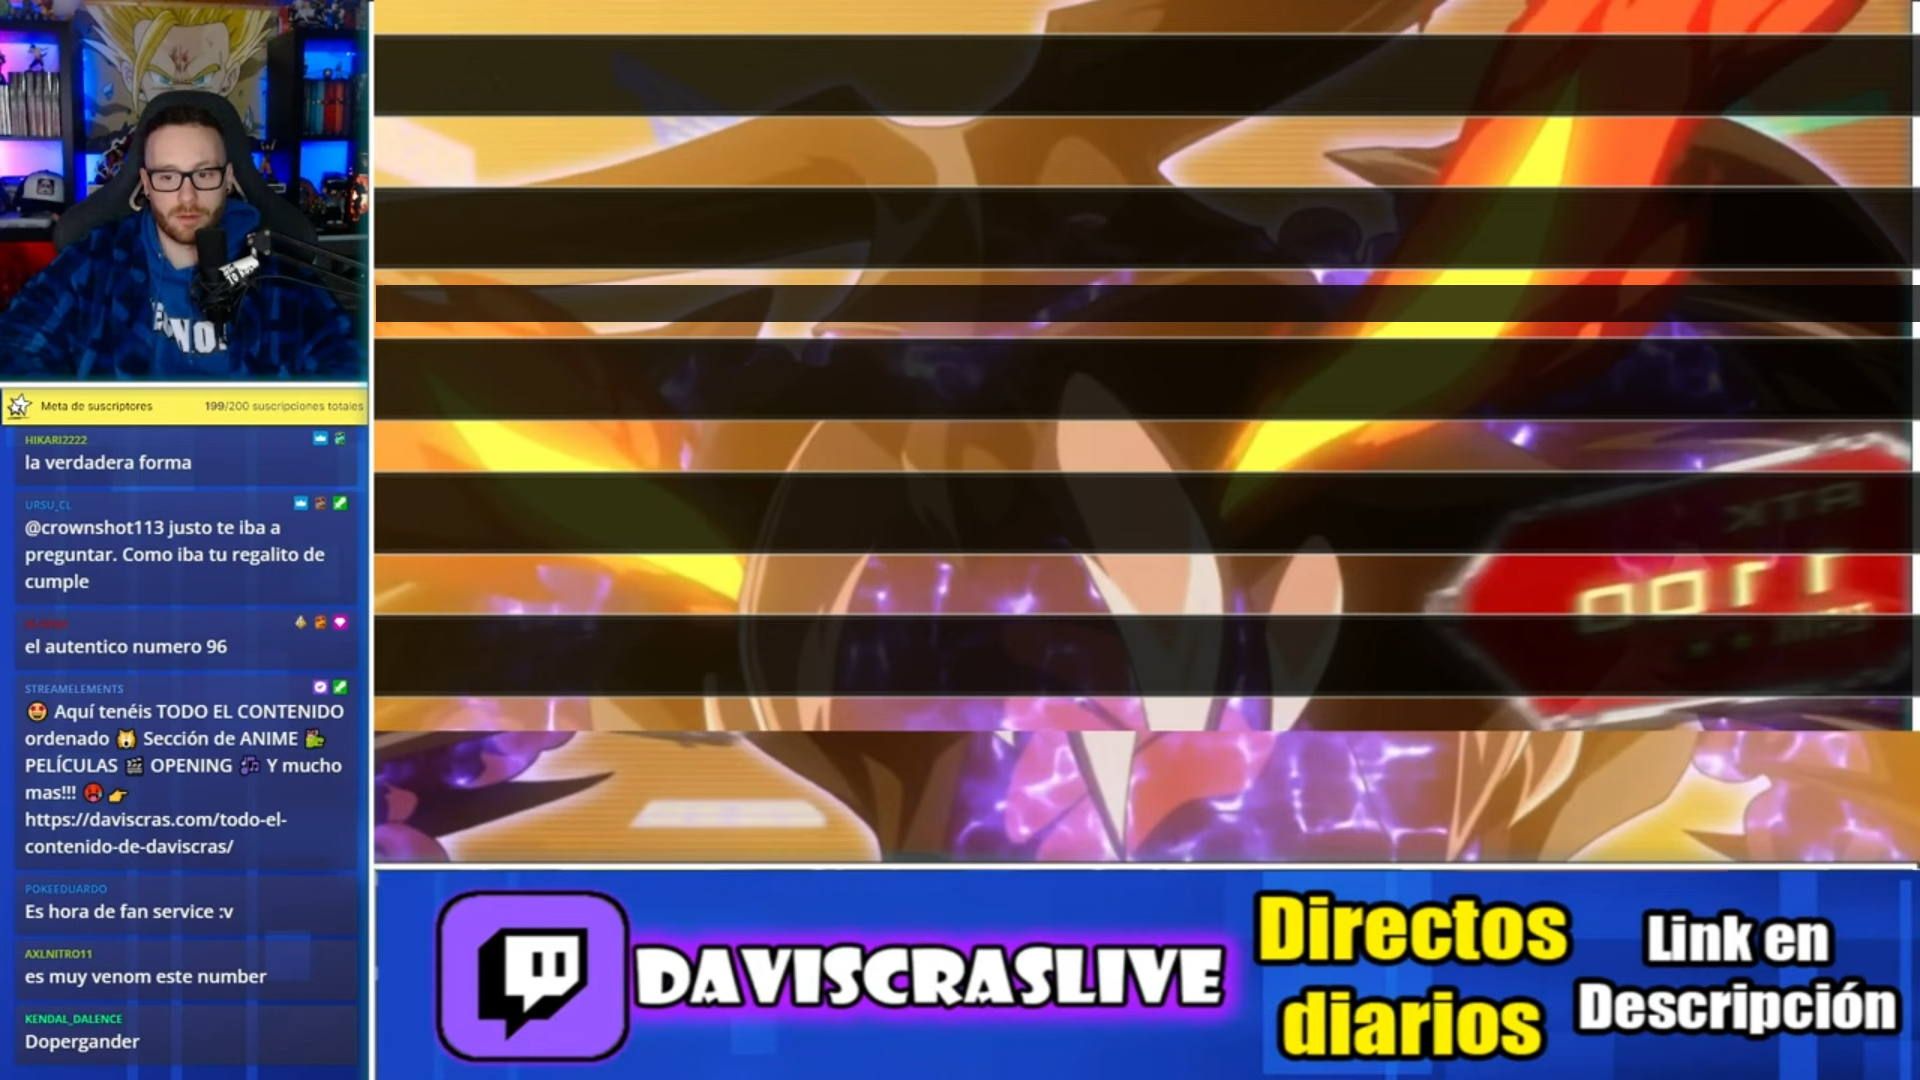 Meta de suscriptores 199/200 suscripciones totales
HIKARI2222
la verdadera forma
URSU_CL
@crownshot113 justo te iba a
preguntar. Como iba tu regalito de
cumple
el autentico numero 96
STREAMELEMENTS
🤩 Aquí tenéis TODO EL CONTENIDO
ordenado 🙀 Sección de ANIME
PELÍCULAS 🎬 OPENING 🎶 Y mucho
mas!!! 🥵 👉
https://daviscras.com/todo-el-
contenido-de-daviscras/
POKEEDUARDO
Es hora de fan service :v
AXLNITRO11
es muy venom este number
KENDAL_DALENCE
Dopergander
DAVISCRASLIVE
Directos
diarios
Link en
Descripción